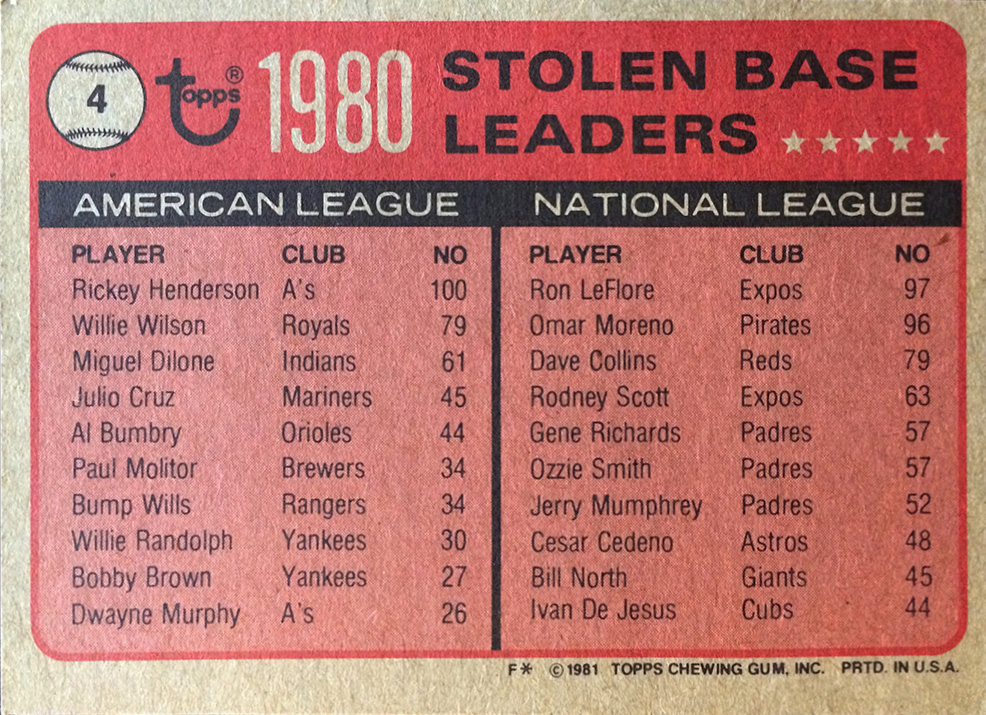 4 topps® 1980 STOLEN BASE
LEADERS
AMERICAN LEAGUE
PLAYER CLUB NO
Rickey Henderson A's 100
Willie Wilson Royals 79
Miguel Dilone Indians 61
Julio Cruz Mariners 45
Al Bumbry Orioles 44
Paul Molitor Brewers 34
Bump Wills Rangers 34
Willie Randolph Yankees 30
Bobby Brown Yankees 27
Dwayne Murphy A's 26
NATIONAL LEAGUE
PLAYER CLUB NO
Ron LeFlore Expos 97
Omar Moreno Pirates 96
Dave Collins Reds 79
Rodney Scott Expos 63
Gene Richards Padres 57
Ozzie Smith Padres 57
Jerry Mumphrey Padres 52
Cesar Cedeno Astros 48
Bill North Giants 45
Ivan De Jesus Cubs 44
F* © 1981 TOPPS CHEWING GUM, INC. PRTD. IN U.S.A.